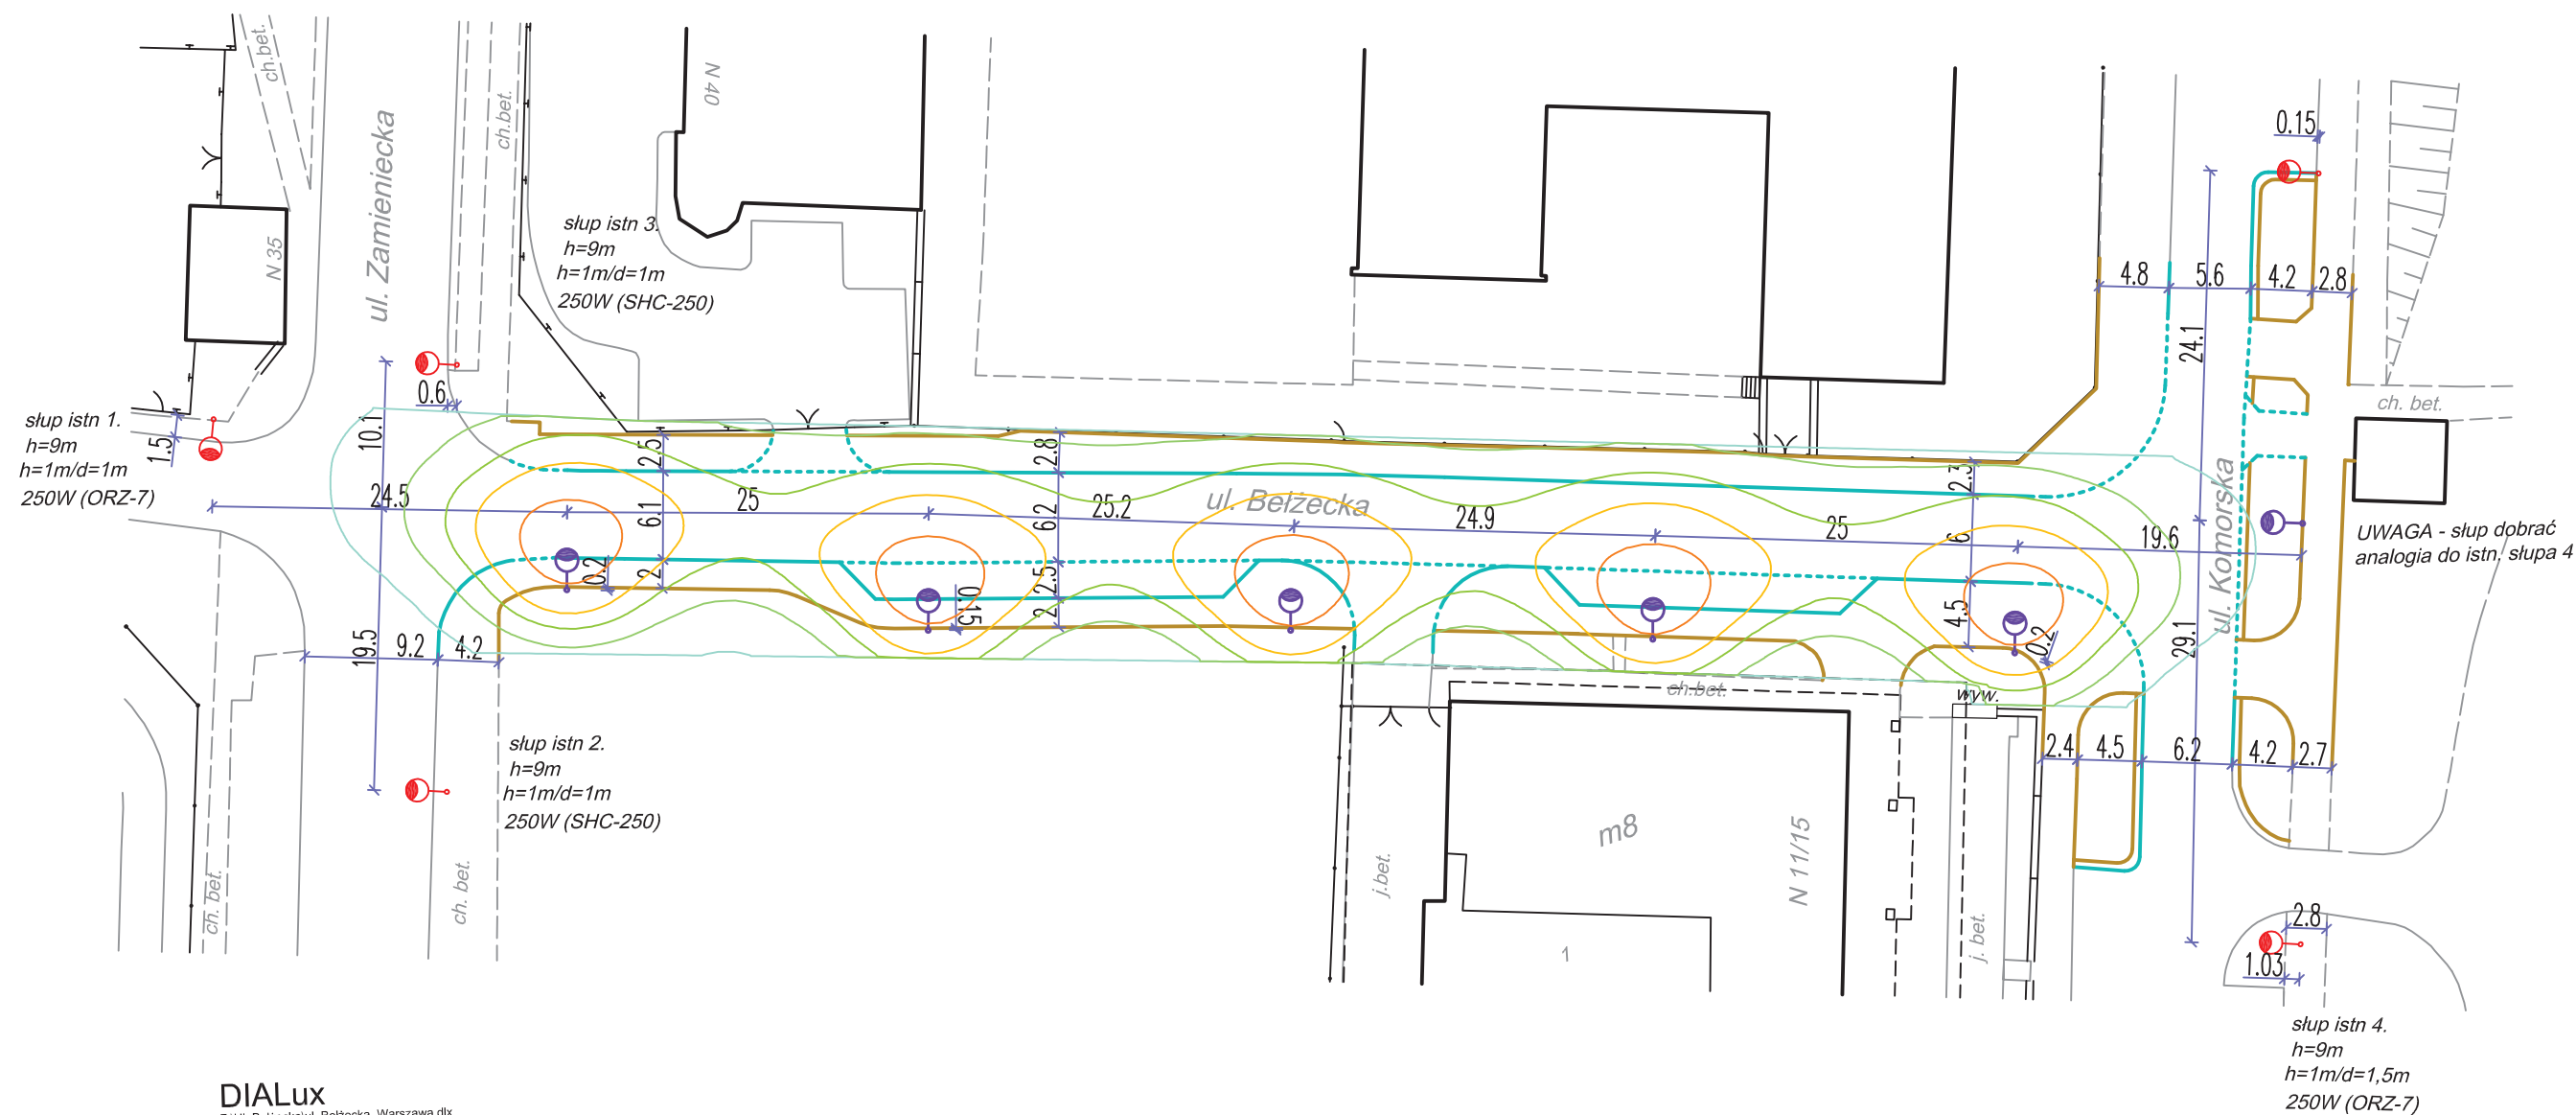 ch.bet.
ul. Zamieniecka
ch.bet.
N 40
N 35
słup istn 3.
h=9m
h=1m/d=1m
250W (SHC-250)
0.15
4.8
5.6
4.2
2.8
24.1
słup istn 1.
h=9m
h=1m/d=1m
250W (ORZ-7)
1.5
0.6
10.1
2.5
2.8
2.3
ch. bet.
24.5
25
25.2
ul. Bełżecka
24.9
25
19.6
6.1
6.2
6
ul. Komorska
UWAGA - słup dobrać
analogia do istn. słupa 4
0.2
2
0.15
2.5
2
4.5
0.2
29.1
19.5
9.2
4.2
ch.bet.
wyw.
2.4
4.5
6.2
4.2
2.7
słup istn 2.
h=9m
h=1m/d=1m
250W (SHC-250)
m8
N 11/15
j.bet.
ch. bet.
ch. bet.
1
j. bet.
2.8
1.03
słup istn 4.
h=9m
h=1m/d=1,5m
250W (ORZ-7)
DIALux
Bełżecka, Warszawa.dlx